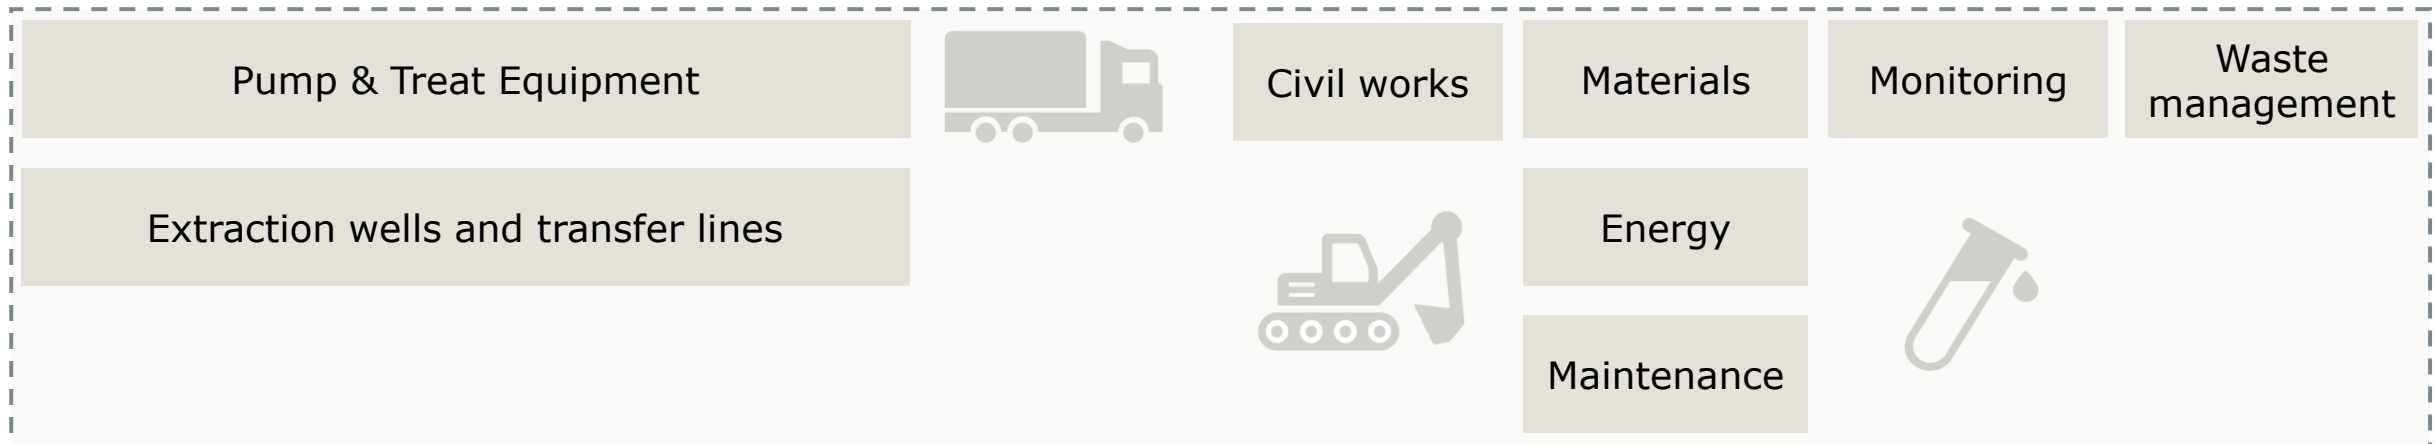 Pump & Treat Equipment
Civil works
Materials
Monitoring
Waste
management
Extraction wells and transfer lines
Energy
Maintenance